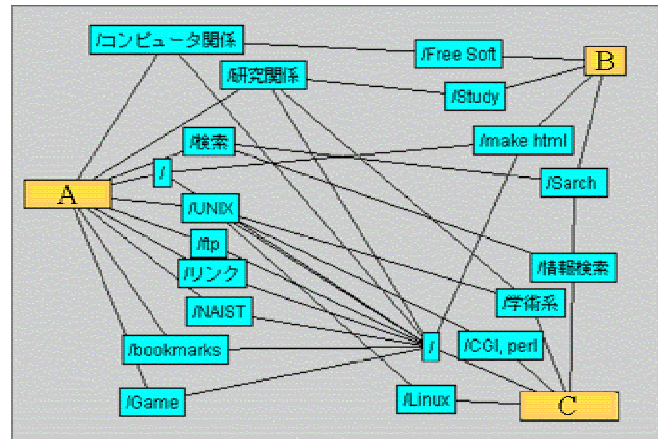 /コンピュータ関係
/Free Soft
B
/研究関係
/Study
/検索
/make html
/
/Sarch
A
/UNIX
/ftp
/情報検索
/リンク
/学術系
/NAIST
/bookmarks
/
/CGI, perl
/Game
/Linux
C